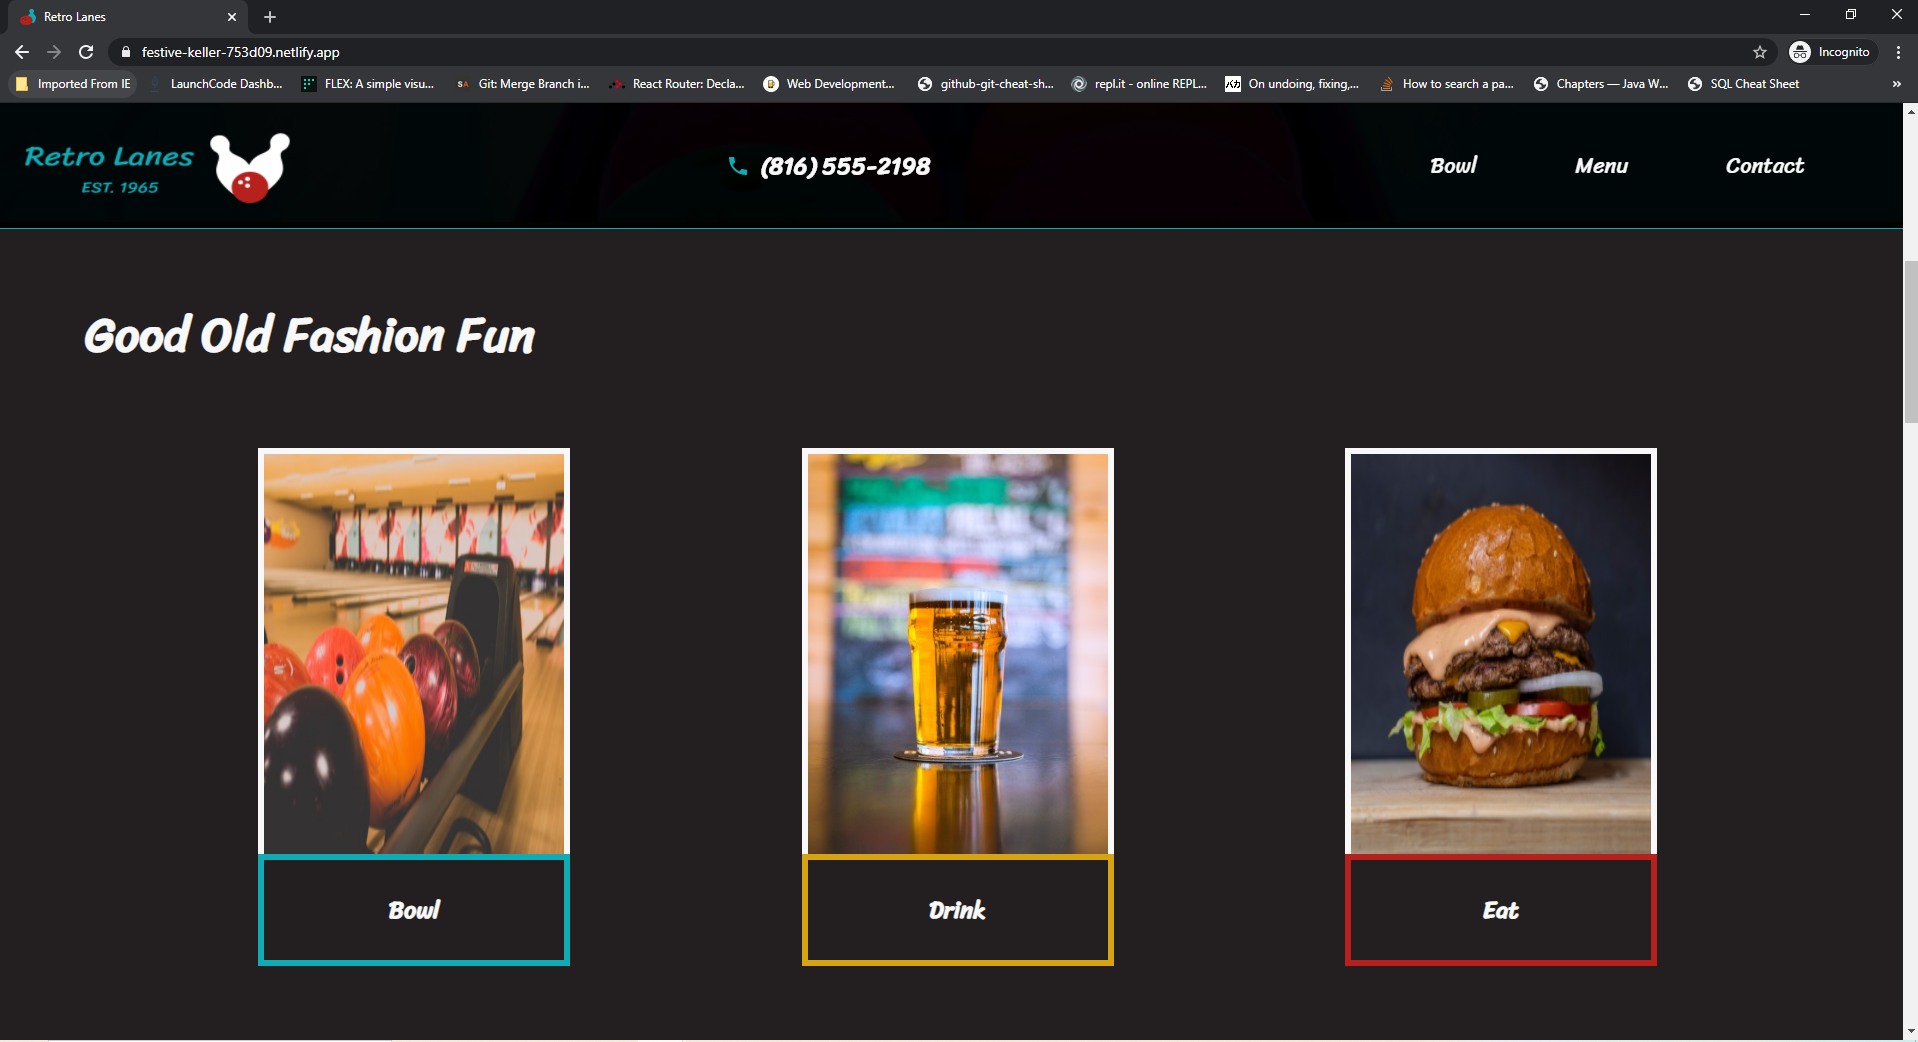 Retro Lanes
festive-keller-753d09.netlify.app
Incognito
Imported From IE
LaunchCode Dashb...
FLEX: A simple visu...
SA
Git: Merge Branch i...
React Router: Decla...
Web Development...
github-git-cheat-sh...
repl.it - online REPL...
バカ
On undoing, fixing,...
How to search a pa...
Chapters — Java W...
SQL Cheat Sheet
»
Retro Lanes
EST. 1965
(816) 555-2198
Bowl
Menu
Contact
Good Old Fashion Fun
Bowl
Drink
Eat